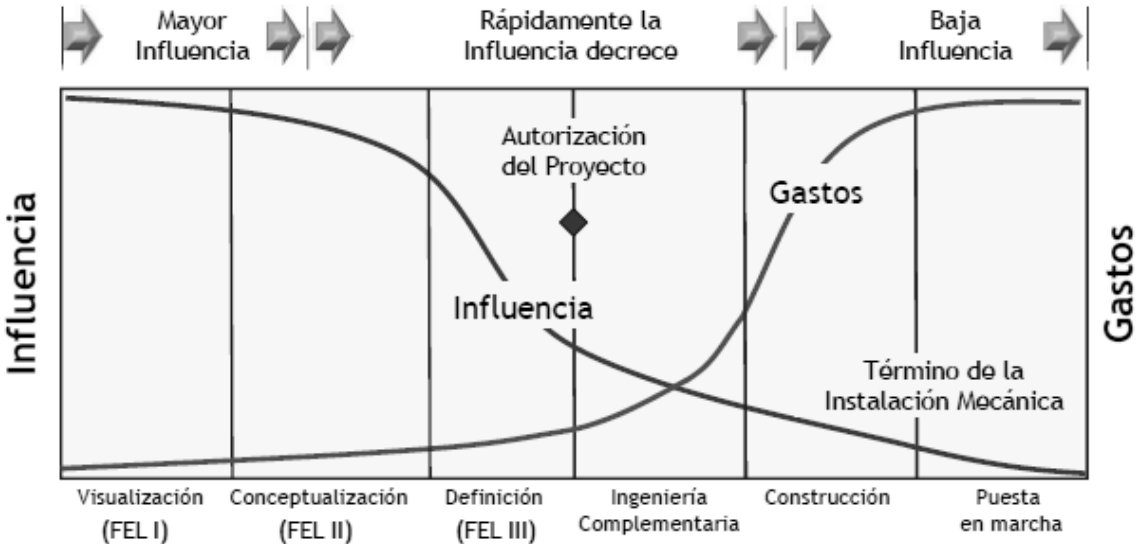 Mayor
Influencia
Rápidamente la
Influencia decrece
Baja
Influencia
Influencia
Autorización
del Proyecto
Gastos
Influencia
Término de la
Instalación Mecánica
Gastos
Visualización
(FEL I)
Conceptualización
(FEL II)
Definición
(FEL III)
Ingeniería
Complementaria
Construcción
Puesta
en marcha